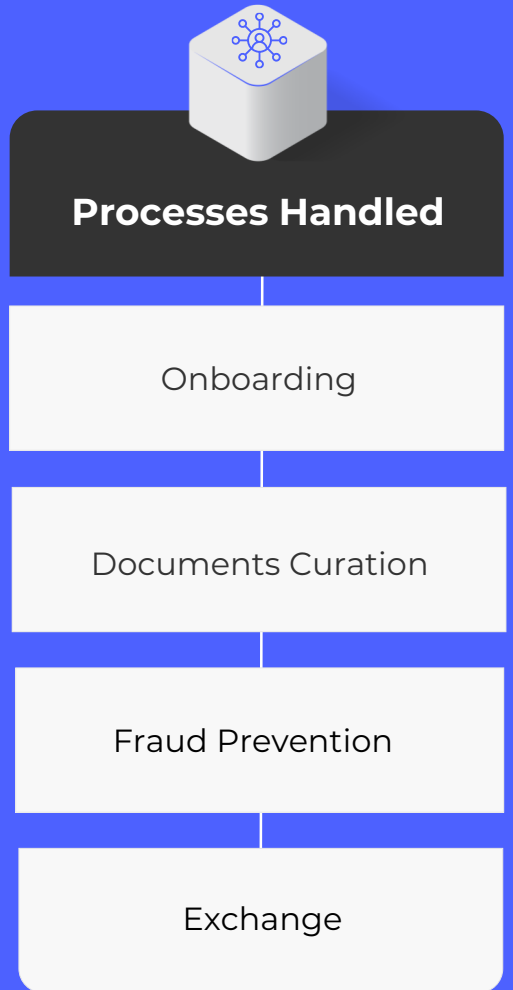 Processes Handled
Onboarding
Documents Curation
Fraud Prevention
Exchange